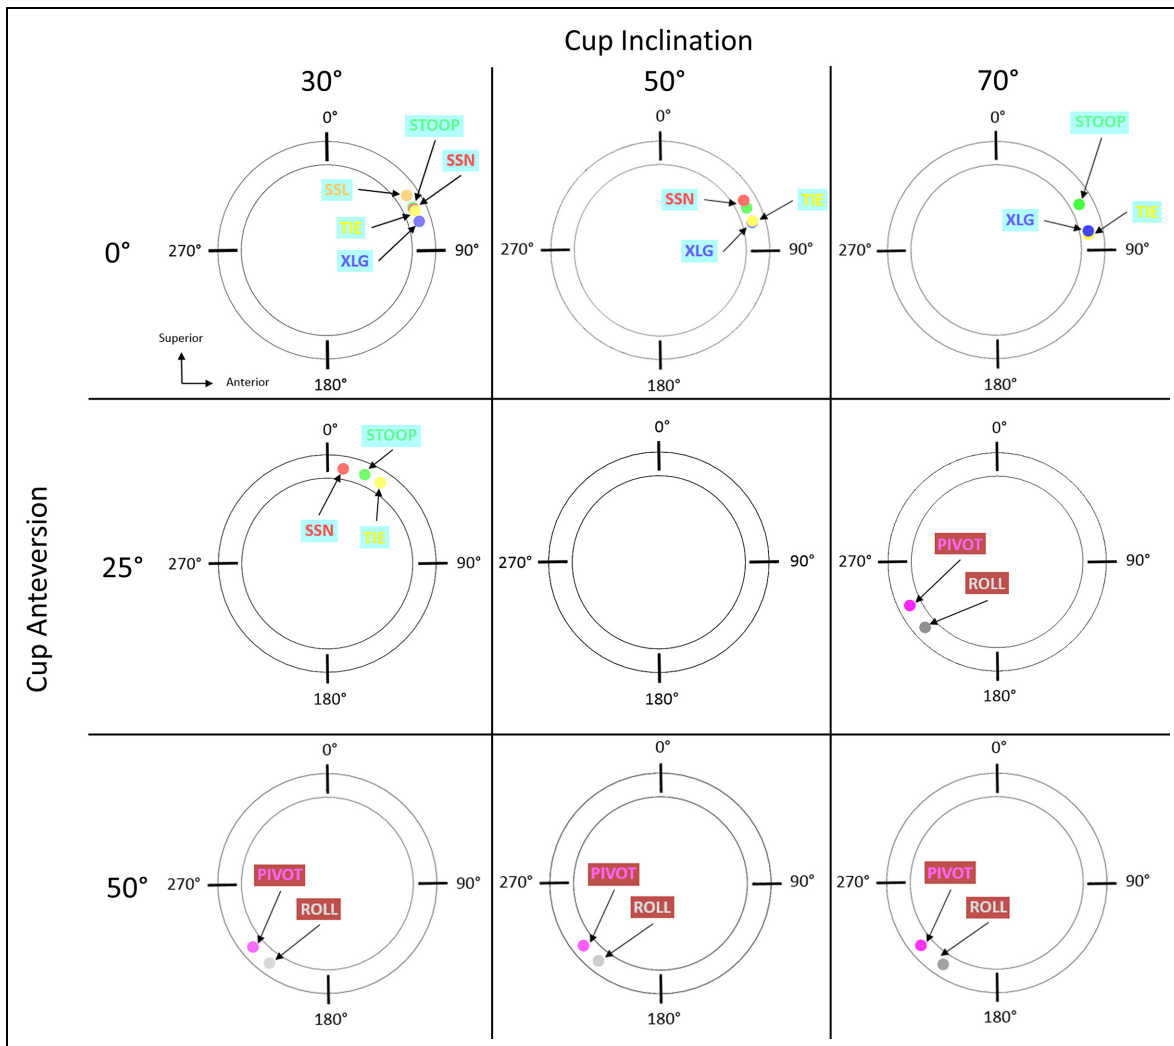 Cup Inclination
30°
50°
70°
Cup Anteversion
0°
0°
STOOP
SSN
SSL
TIE
XLG
270°
90°
180°
Superior
Anterior
0°
SSN
TIE
XLG
270°
90°
180°
0°
STOOP
XLG
TIE
270°
90°
180°
25°
0°
STOOP
SSN
TIE
270°
90°
180°
0°
270°
90°
180°
0°
PIVOT
ROLL
270°
90°
180°
50°
0°
PIVOT
ROLL
270°
90°
180°
0°
PIVOT
ROLL
270°
90°
180°
0°
PIVOT
ROLL
270°
90°
180°